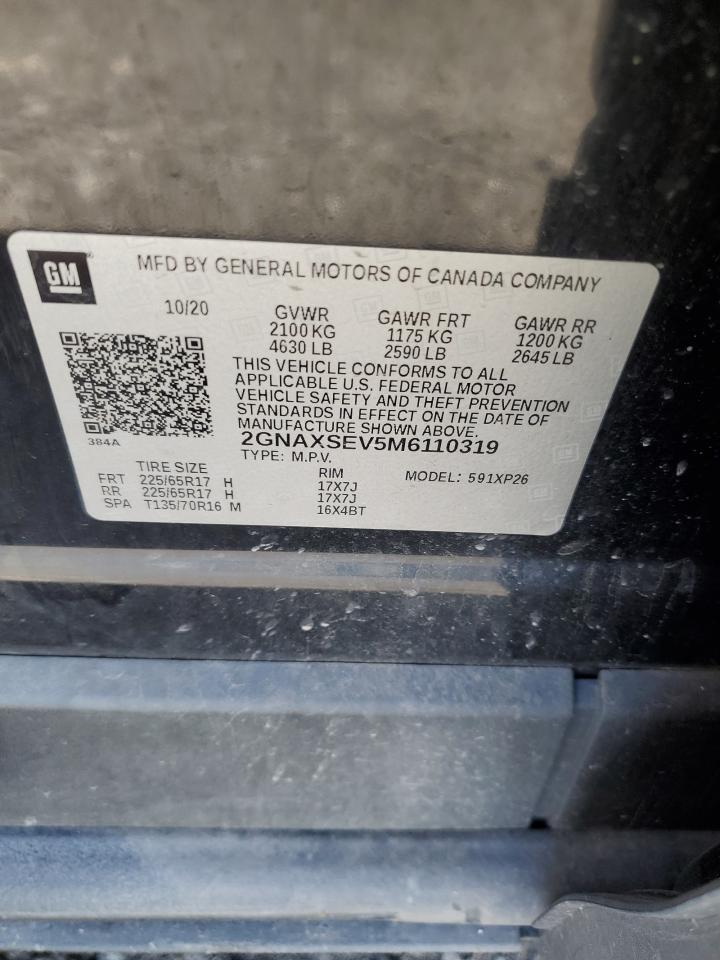 GM
MFD BY GENERAL MOTORS OF CANADA COMPANY
10/20 GVWR GAWR FRT GAWR RR
2100 KG 1175 KG 1200 KG
4630 LB 2590 LB 2645 LB
THIS VEHICLE CONFORMS TO ALL
APPLICABLE U.S. FEDERAL MOTOR
VEHICLE SAFETY AND THEFT PREVENTION
STANDARDS IN EFFECT ON THE DATE OF
MANUFACTURE SHOWN ABOVE.
384A
2GNAXSEV5M6110319
TYPE: M.P.V. MODEL: 591XP26
TIRE SIZE RIM
FRT 225/65R17 H 17X7J
RR 225/65R17 H 17X7J
SPA T135/70R16 M 16X4BT